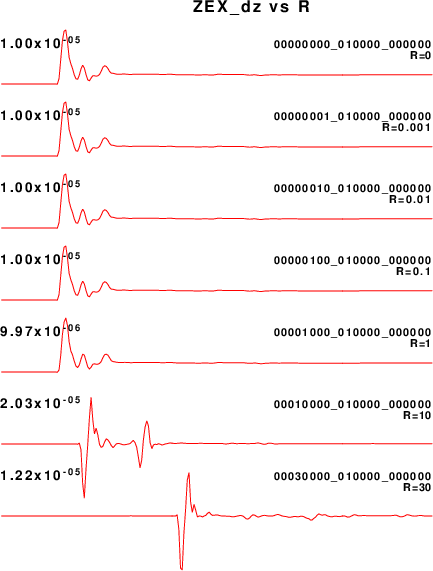 ZEX_dz vs R
1.00x10-05
00000000_010000_000000
R=0
1.00x10-05
00000001_010000_000000
R=0.001
1.00x10-05
00000010_010000_000000
R=0.01
1.00x10-05
00000100_010000_000000
R=0.1
9.97x10-06
00001000_010000_000000
R=1
2.03x10-05
00010000_010000_000000
R=10
1.22x10-05
00030000_010000_000000
R=30